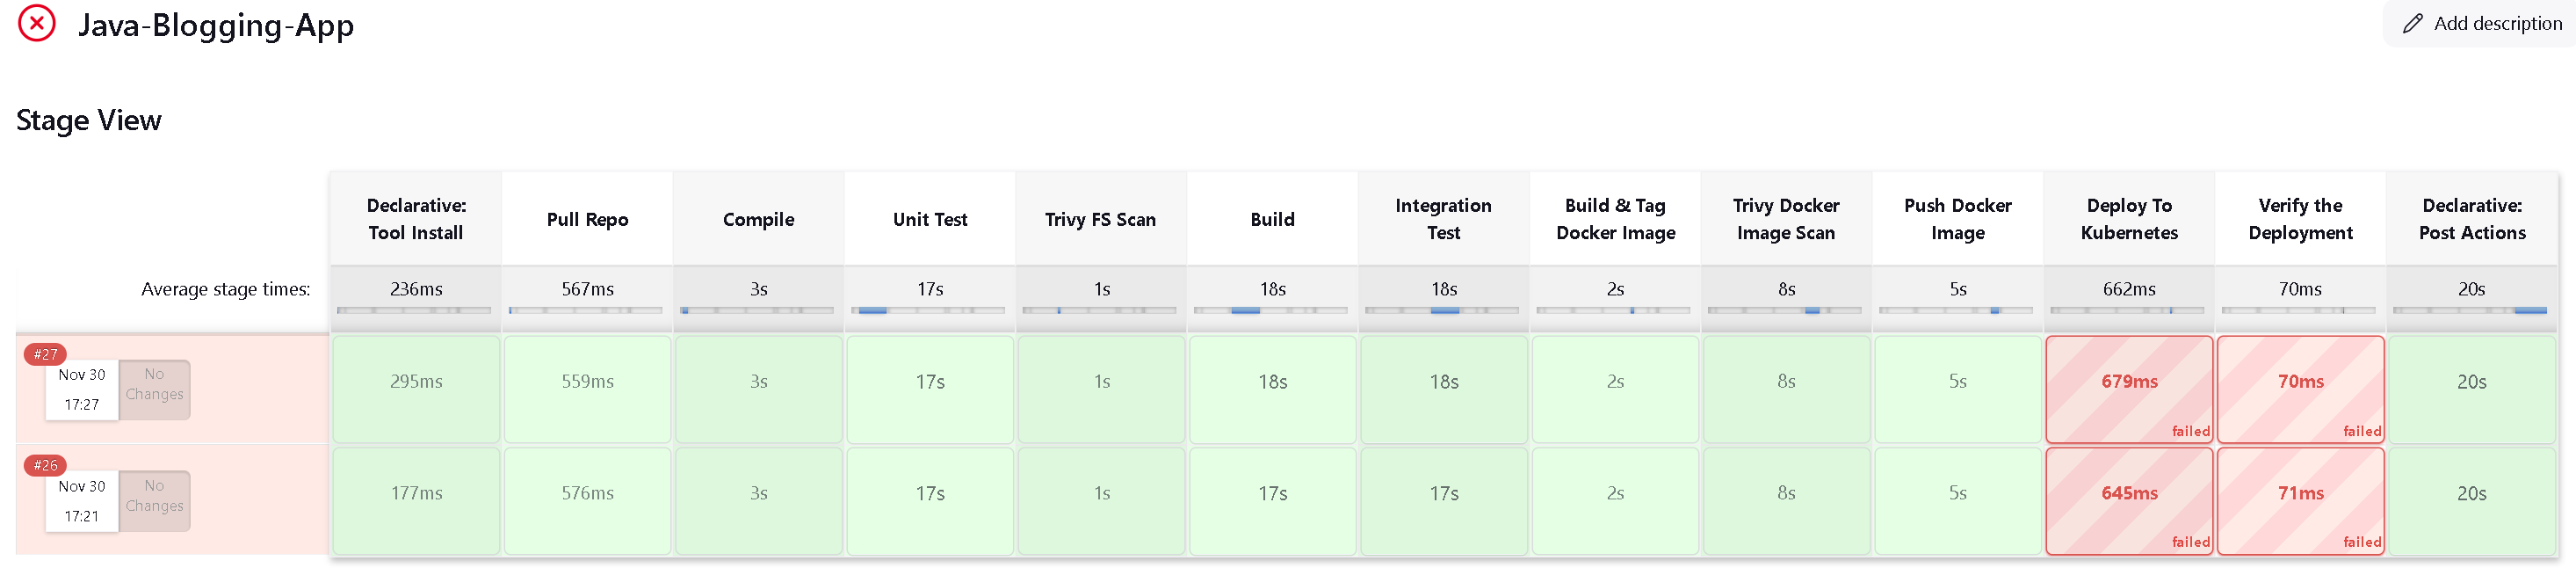 Java-Blogging-App
Add description
Stage View
Declarative: Tool Install
Pull Repo
Compile
Unit Test
Trivy FS Scan
Build
Integration Test
Build & Tag Docker Image
Trivy Docker Image Scan
Push Docker Image
Deploy To Kubernetes
Verify the Deployment
Declarative: Post Actions
Average stage times:
236ms
567ms
3s
17s
1s
18s
18s
2s
8s
5s
662ms
70ms
20s
#27
Nov 30
17:27
No
Changes
295ms
559ms
3s
17s
1s
18s
18s
2s
8s
5s
679ms
failed
70ms
failed
20s
#26
Nov 30
17:21
No
Changes
177ms
576ms
3s
17s
1s
17s
17s
2s
8s
5s
645ms
failed
71ms
failed
20s